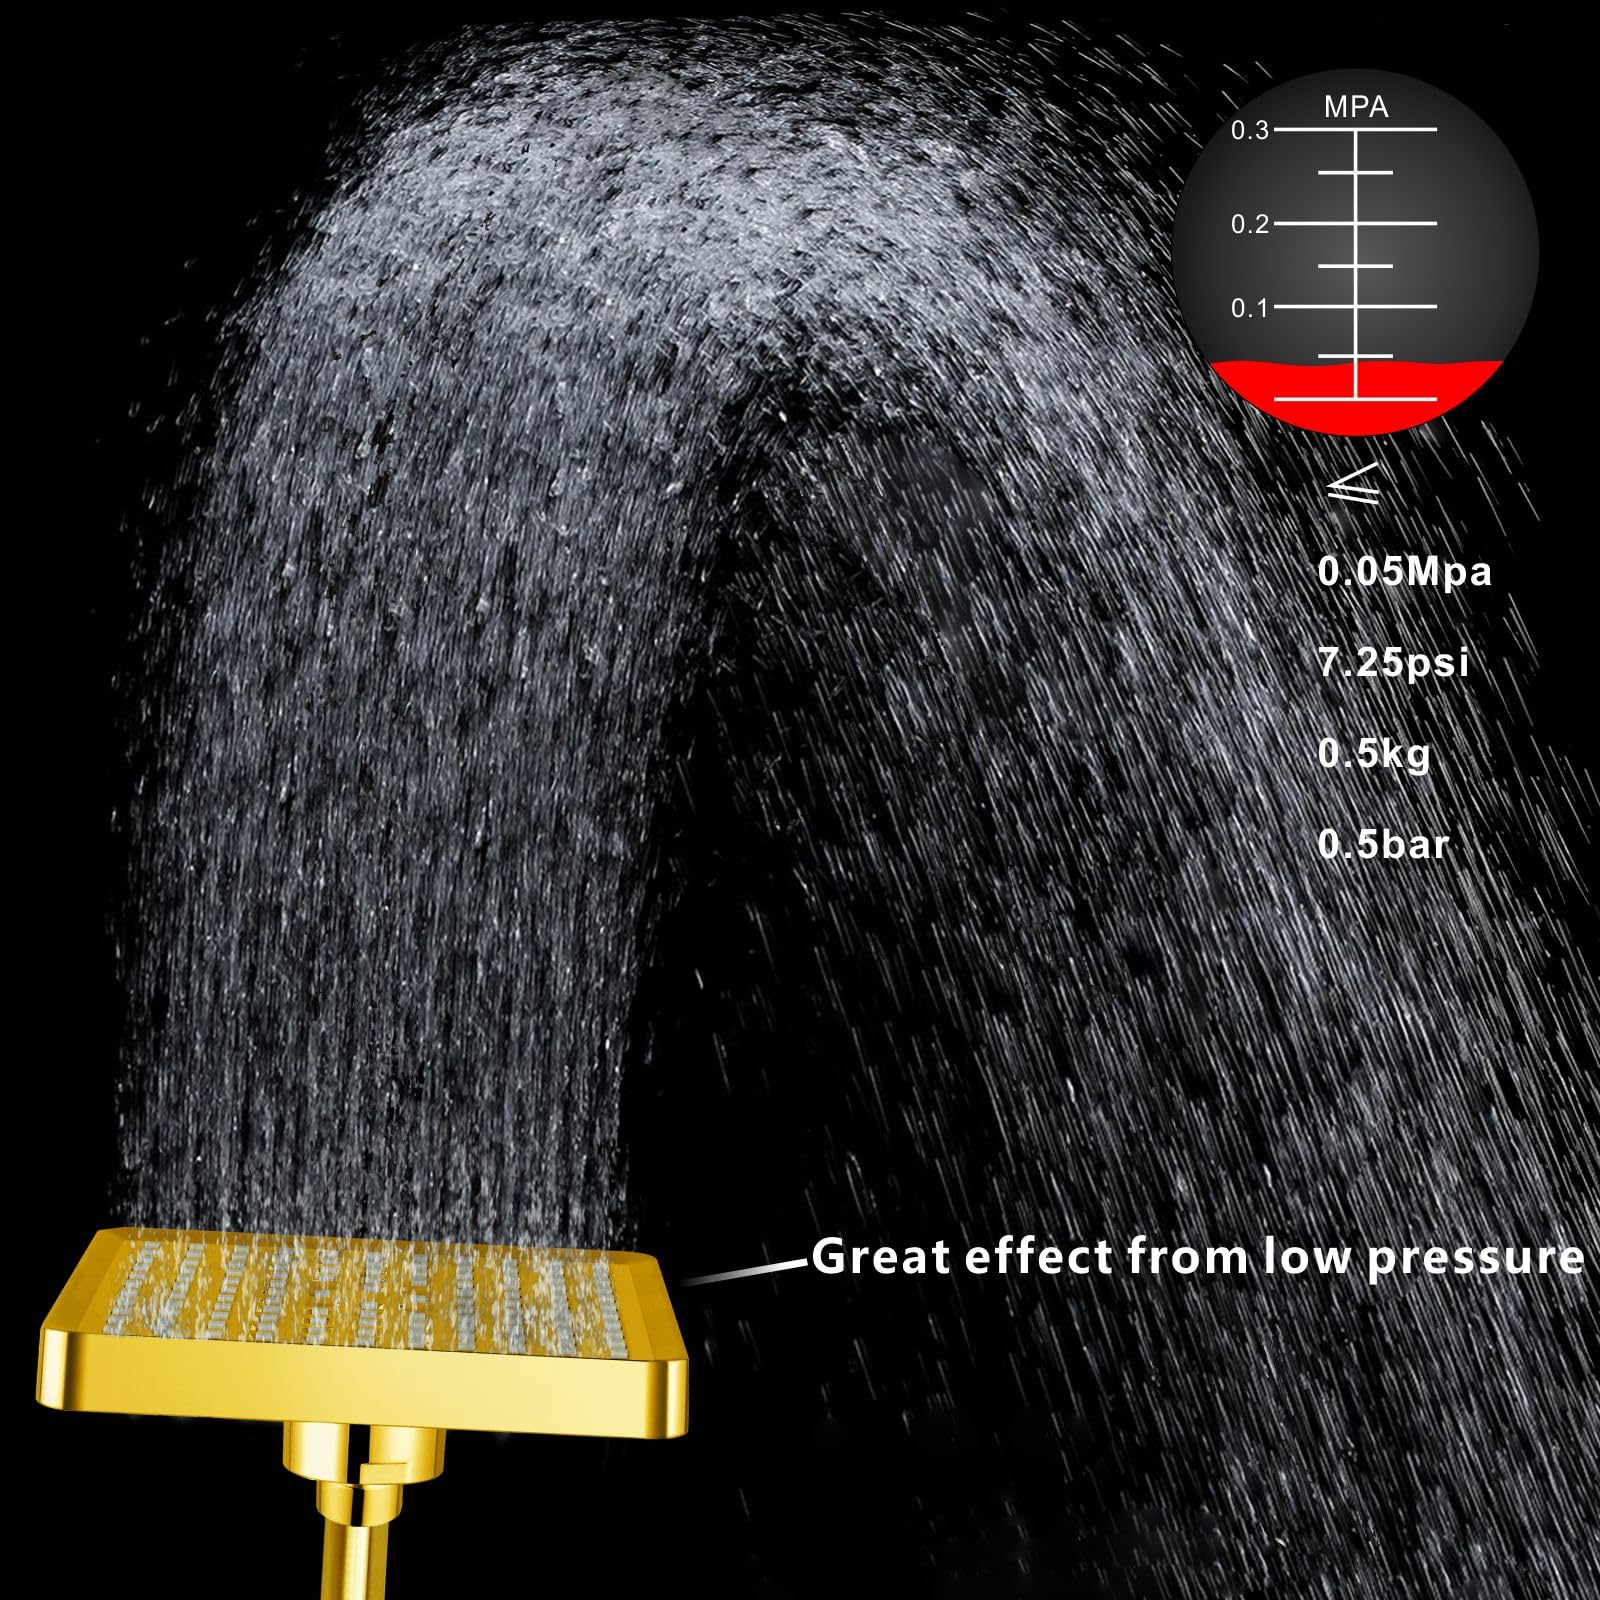 MPA
0.3
0.2
0.1
≤
0.05Mpa
7.25psi
0.5kg
0.5bar
Great effect from low pressure